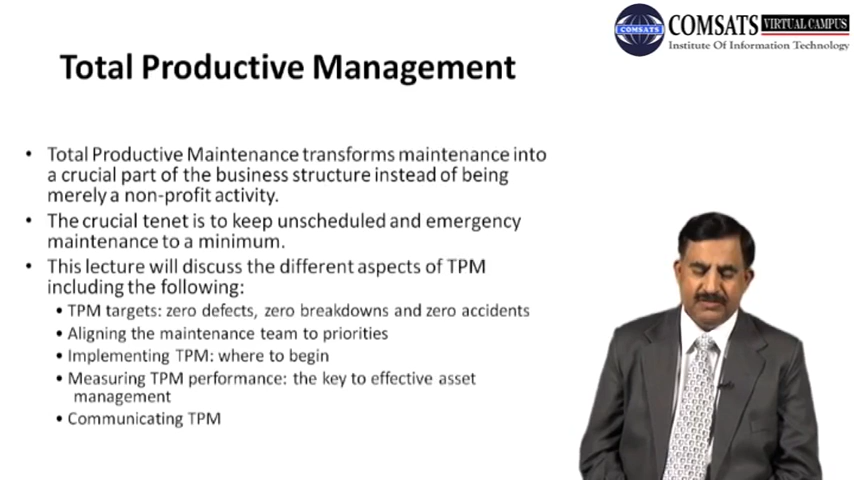 COMSATS VIRTUAL CAMPUS
COMSATS
Institute Of Information Technology
Total Productive Management
• Total Productive Maintenance transforms maintenance into
a crucial part of the business structure instead of being
merely a non-profit activity.
• The crucial tenet is to keep unscheduled and emergency
maintenance to a minimum.
• This lecture will discuss the different aspects of TPM
including the following:
• TPM targets: zero defects, zero breakdowns and zero accidents
• Aligning the maintenance team to priorities
• Implementing TPM: where to begin
• Measuring TPM performance: the key to effective asset
management
• Communicating TPM